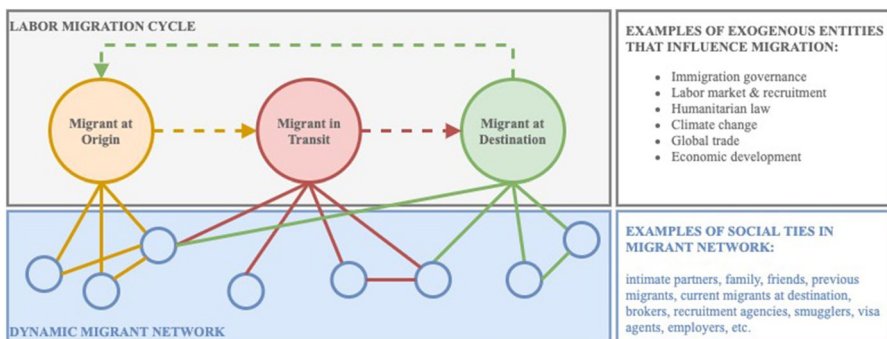 LABOR MIGRATION CYCLE
Migrant at
Origin
Migrant in
Transit
Migrant at
Destination
DYNAMIC MIGRANT NETWORK
EXAMPLES OF EXOGENOUS ENTITIES
THAT INFLUENCE MIGRATION:
• Immigration governance
• Labor market & recruitment
• Humanitarian law
• Climate change
• Global trade
• Economic development
EXAMPLES OF SOCIAL TIES IN
MIGRANT NETWORK:
intimate partners, family, friends, previous
migrants, current migrants at destination,
brokers, recruitment agencies, smugglers, visa
agents, employers, etc.